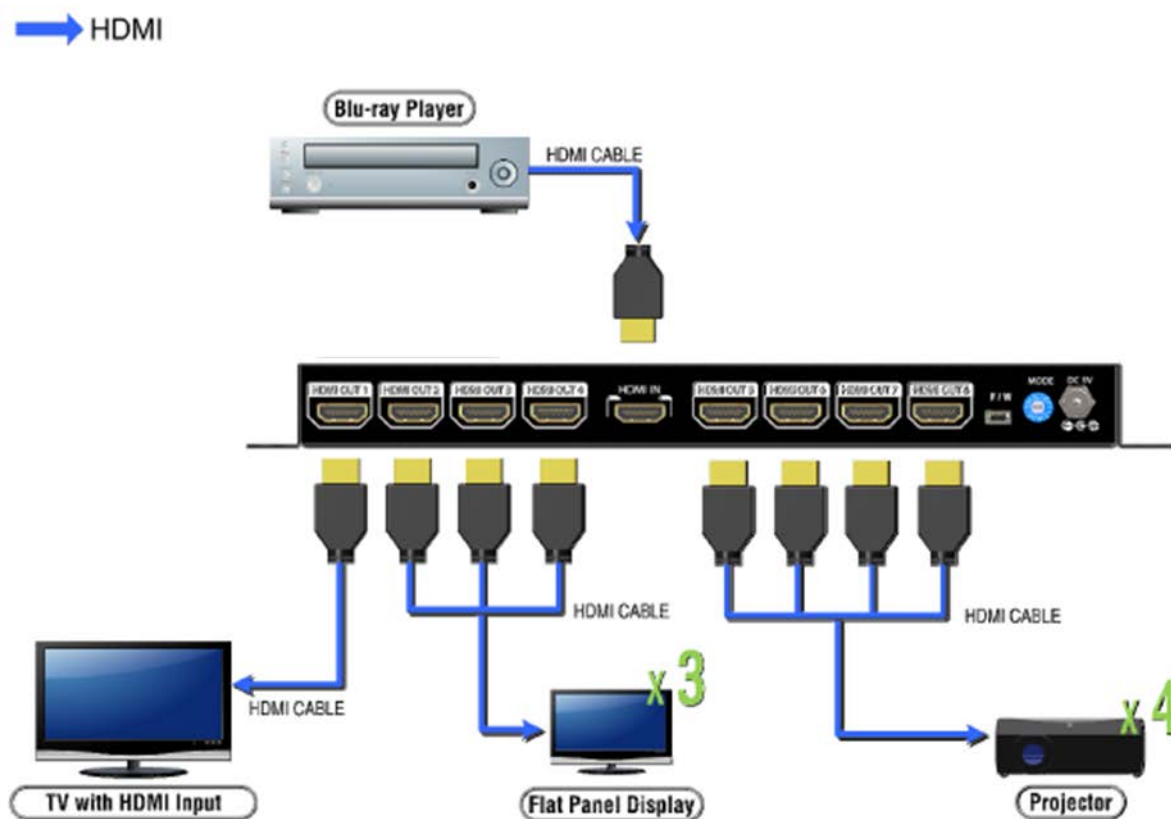 HDMI
Blu-ray Player
HDMI CABLE
HDMI OUT 1
HDMI OUT 2
HDMI OUT 3
HDMI OUT 4
HDMI IN
HDMI OUT 5
HDMI OUT 6
HDMI OUT 7
HDMI OUT 8
F / W
MODE
DC 5V
HDMI CABLE
HDMI CABLE
HDMI CABLE
x 3
x 4
TV with HDMI Input
Flat Panel Display
Projector